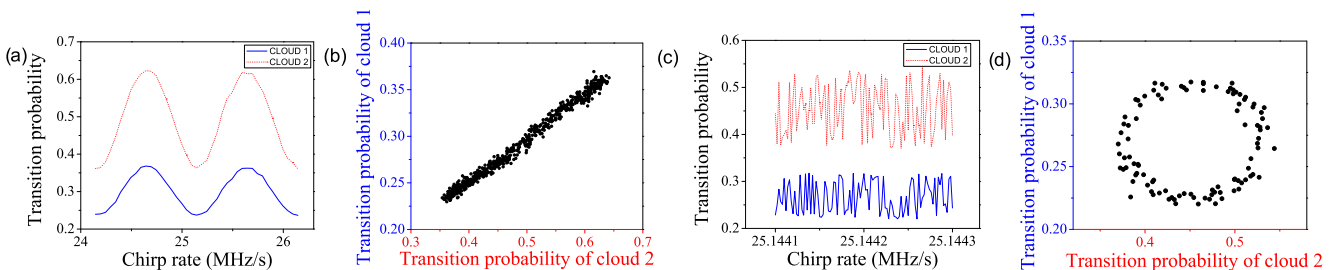 (a)
Transition probability
0.7
0.6
0.5
0.4
0.3
0.2
24
25
26
Chirp rate (MHz/s)
CLOUD 1
CLOUD 2
(b)
Transition probability of cloud 1
0.40
0.35
0.30
0.25
0.20
0.3
0.4
0.5
0.6
0.7
Transition probability of cloud 2
(c)
Transition probability
0.6
0.5
0.4
0.3
0.2
25.1441
25.1442
25.1443
Chirp rate (MHz/s)
CLOUD 1
CLOUD 2
(d)
Transition probability of cloud 1
0.35
0.30
0.25
0.20
0.4
0.5
Transition probability of cloud 2